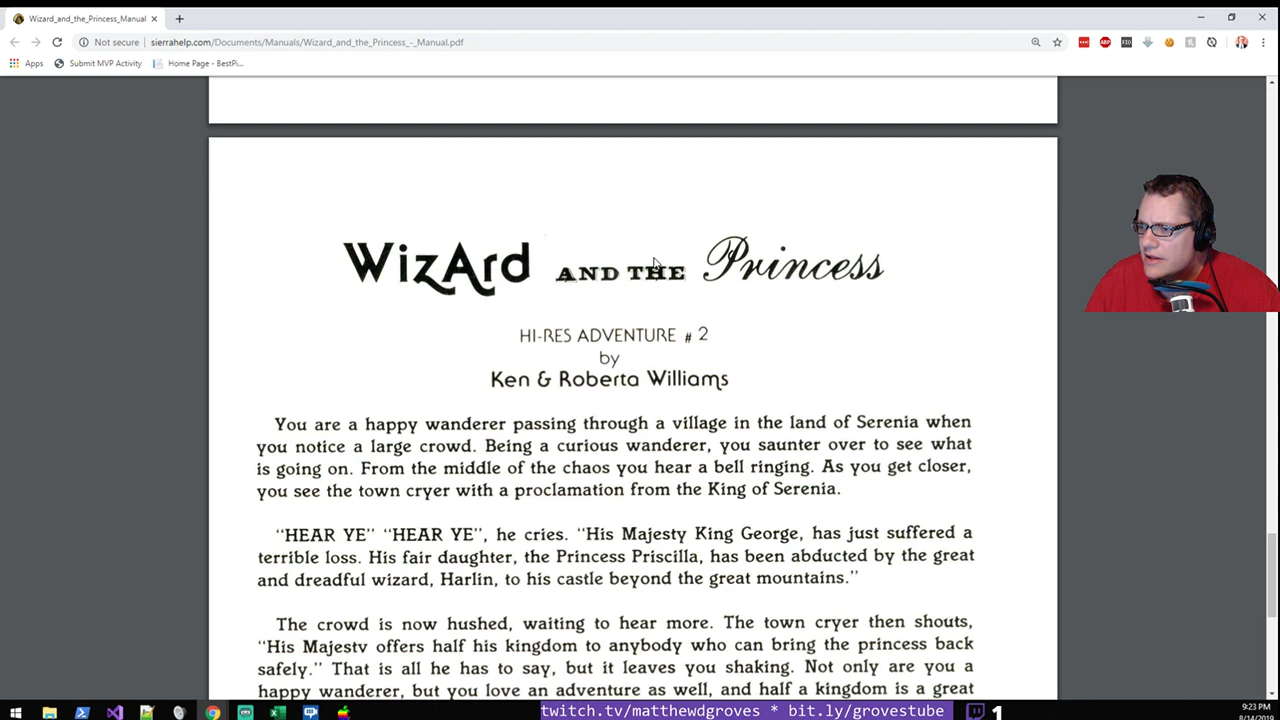 Wizard_and_the_Princess_Manual
Not secure
sierrahelp.com/Documents/Manuals/Wizard_and_the_Princess_-_Manual.pdf
Apps
Submit MVP Activity
Home Page - BestPi...
WizArd AND THE Princess
HI-RES ADVENTURE # 2
by
Ken & Roberta Williams
You are a happy wanderer passing through a village in the land of Serenia when
you notice a large crowd. Being a curious wanderer, you saunter over to see what
is going on. From the middle of the chaos you hear a bell ringing. As you get closer,
you see the town cryer with a proclamation from the King of Serenia.
"HEAR YE" "HEAR YE", he cries. "His Majesty King George, has just suffered a
terrible loss. His fair daughter, the Princess Priscilla, has been abducted by the great
and dreadful wizard, Harlin, to his castle beyond the great mountains."
The crowd is now hushed, waiting to hear more. The town cryer then shouts,
"His Majesty offers half his kingdom to anybody who can bring the princess back
safely." That is all he has to say, but it leaves you shaking. Not only are you a
happy wanderer, but you love an adventure as well, and half a kingdom is a great
twitch.tv/matthewdgroves * bit.ly/grovestube
1
9:23 PM